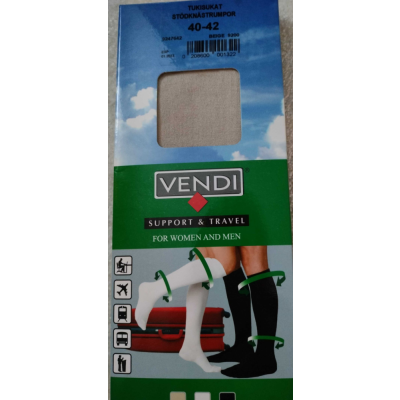 TUKISUKAT
STÖDKNÄSTRUMPOR
40-42
VENDI
SUPPORT & TRAVEL
FOR WOMEN AND MEN